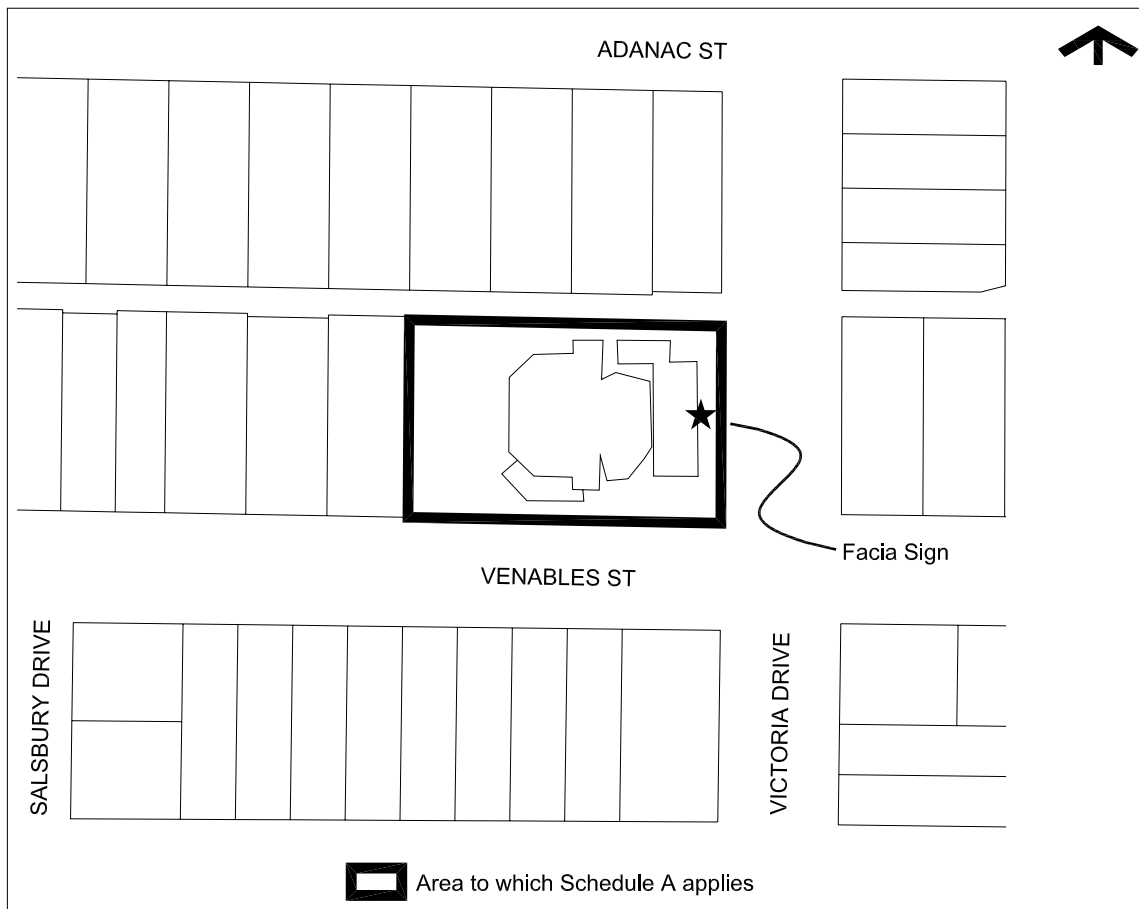 ADANAC ST
Facia Sign
VENABLES ST
SALSBURY DRIVE
VICTORIA DRIVE
Area to which Schedule A applies